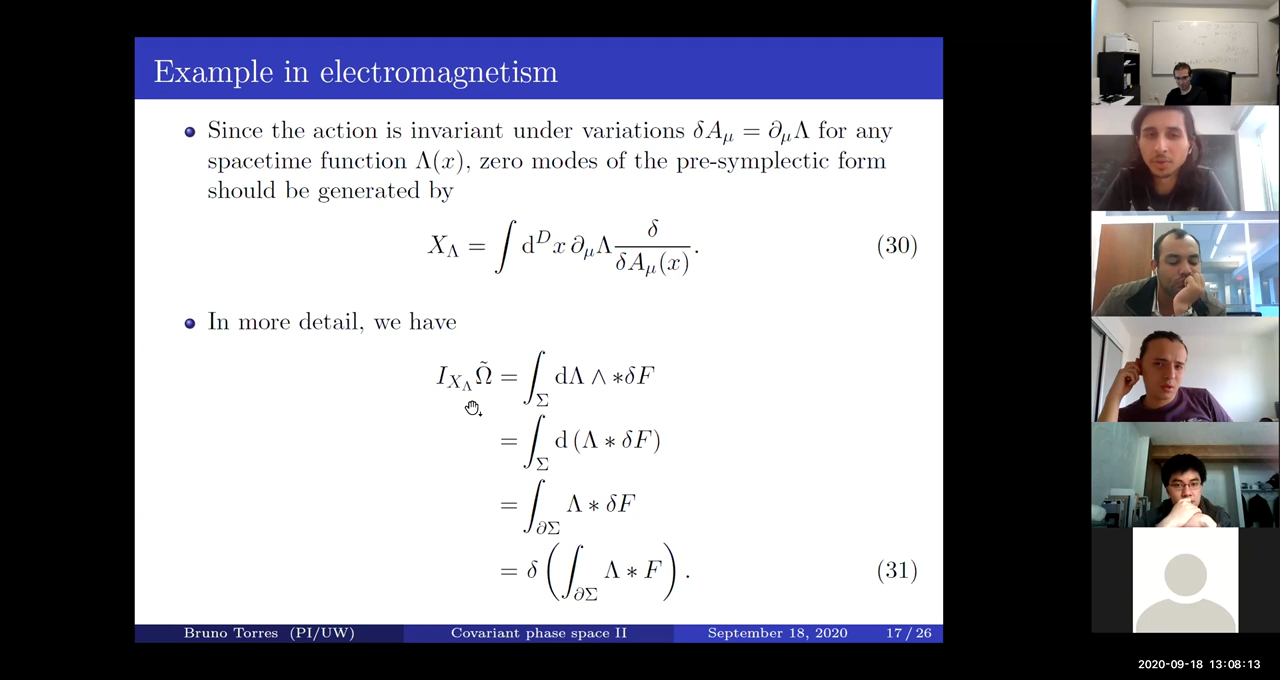 Example in electromagnetism
Since the action is invariant under variations δA_μ = ∂_μΛ for any
spacetime function Λ(x), zero modes of the pre-symplectic form
should be generated by
X_Λ = ∫ d^D x ∂_μΛ δ/δA_μ(x). (30)
In more detail, we have
I_{X_Λ} Ω̃ = ∫_Σ dΛ ∧ *δF
= ∫_Σ d (Λ * δF)
= ∫_{∂Σ} Λ * δF
= δ (∫_{∂Σ} Λ * F). (31)
Bruno Torres (PI/UW) Covariant phase space II September 18, 2020 17 / 26
2020-09-18 13:08:13